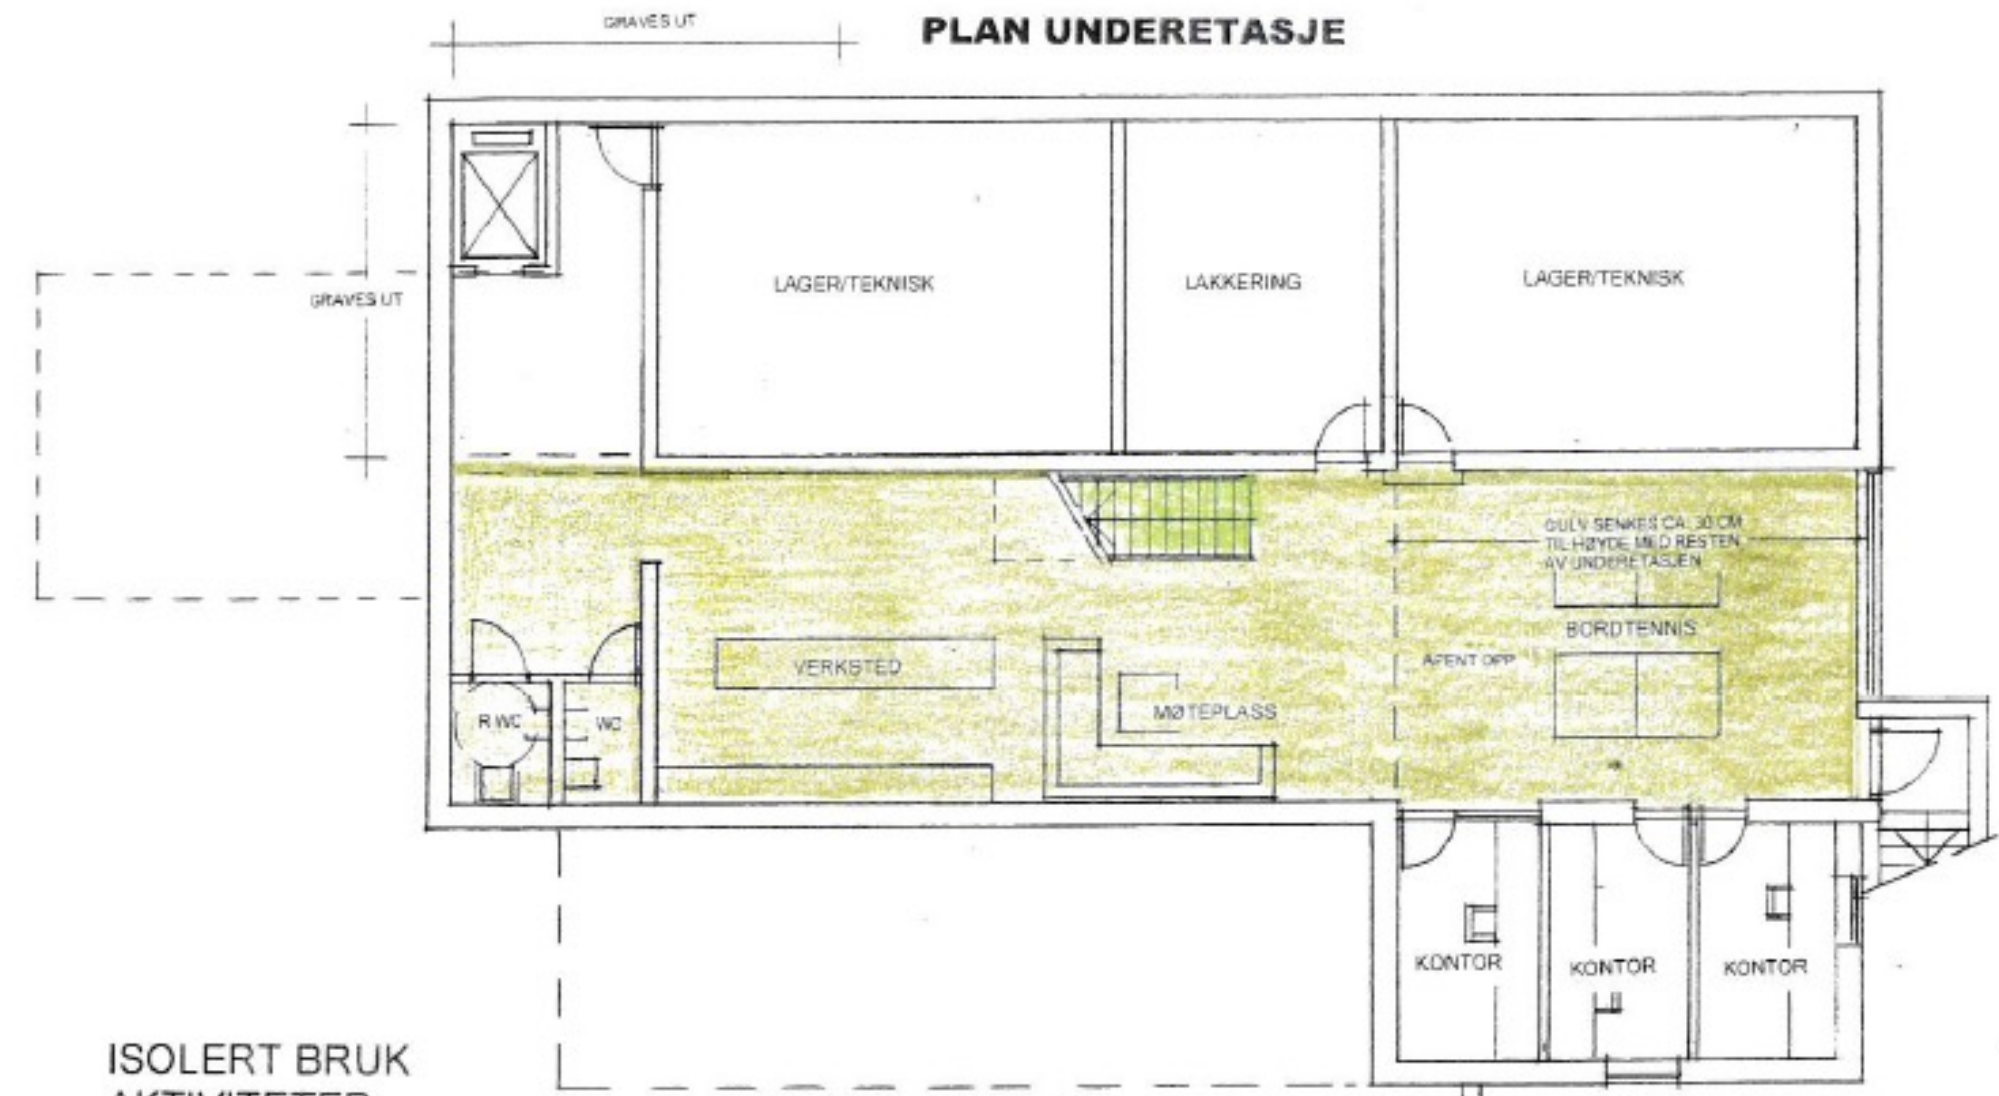 GRAVES UT
PLAN UNDERETASJE
GRAVES UT
LAGER/TEKNISK
LAKKERING
LAGER/TEKNISK
GULV SENKES CA. 30 CM
TIL HØYDE MED RESTEN
AV UNDERETASJEN
BORDTENNIS
ÅPENT OPP
VERKSTED
MØTEPLASS
R WC
WC
KONTOR
KONTOR
KONTOR
ISOLERT BRUK
AKTIVITETER